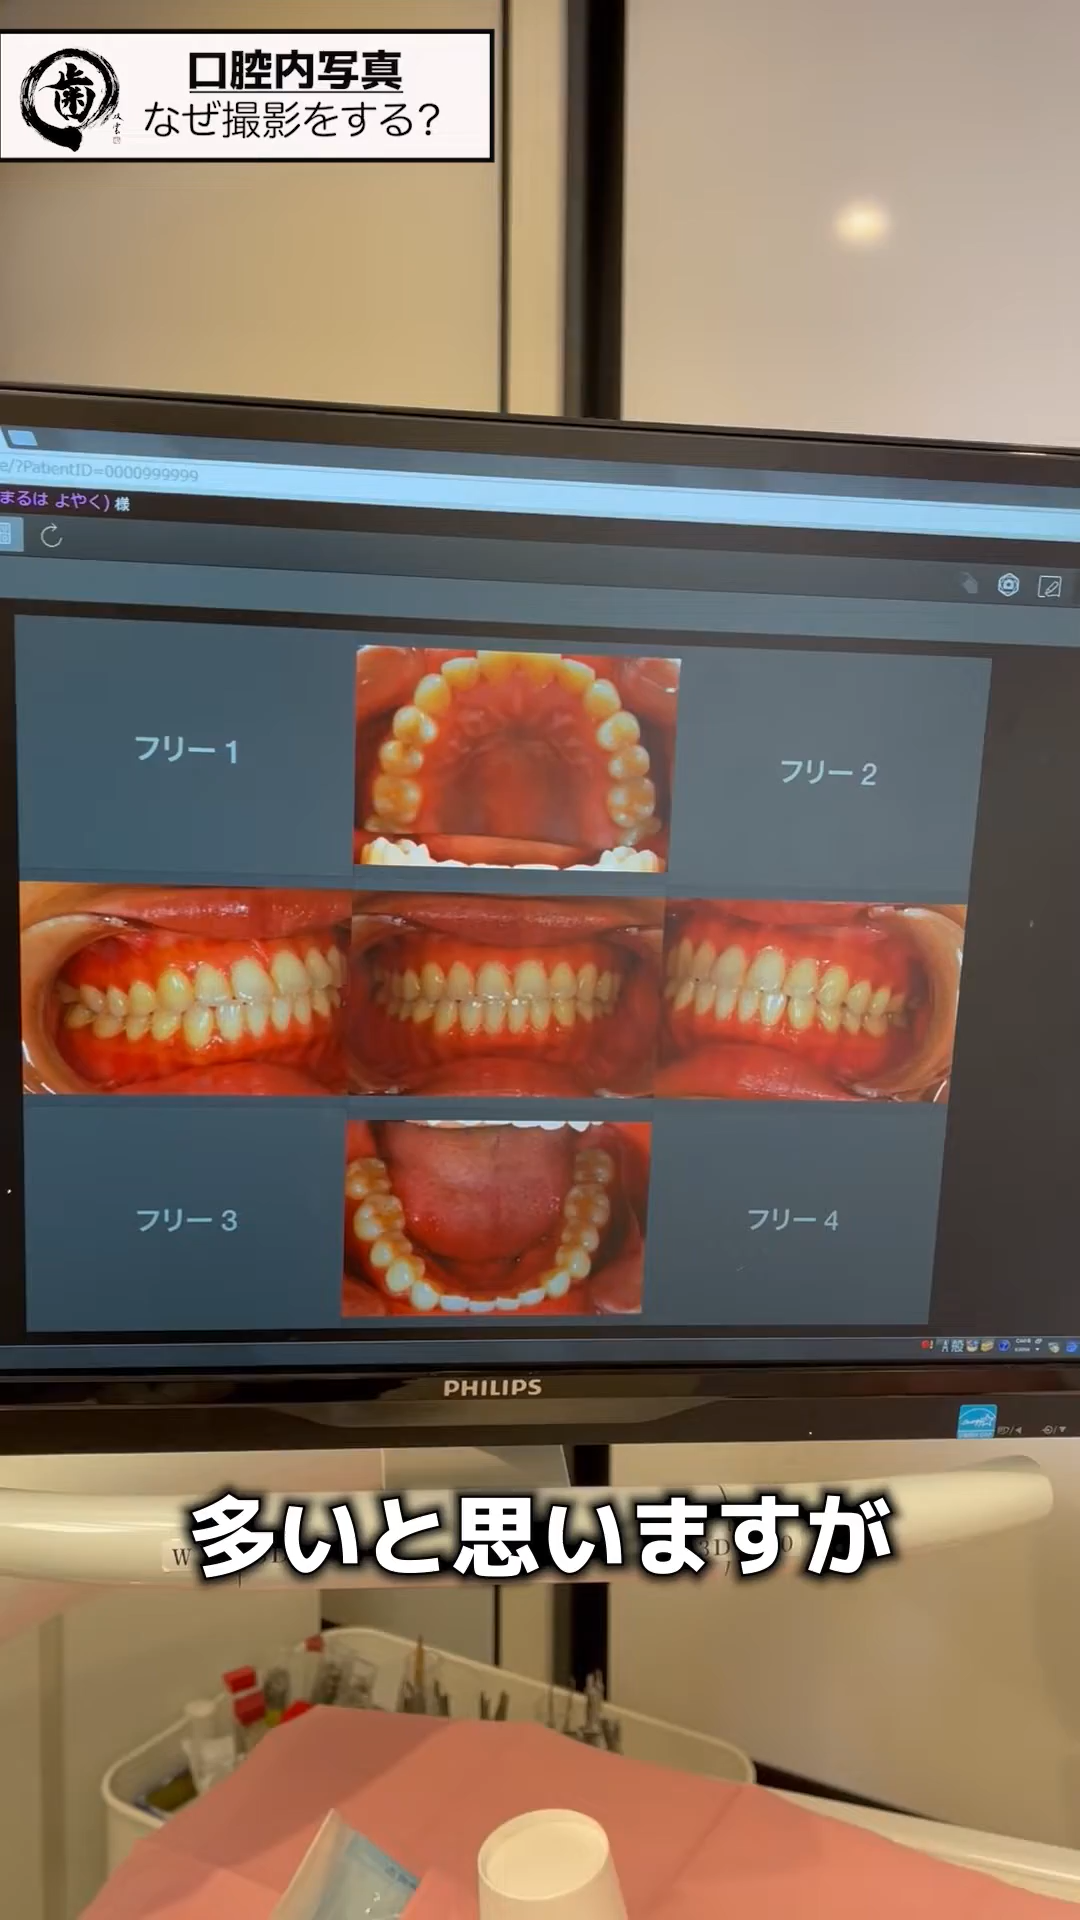 歯
口腔内写真
なぜ撮影をする?
e/?PatientID=0000999999
まるは よやく) 様
フリー 1
フリー 2
フリー 3
フリー 4
PHILIPS
多いと思いますが
W
3D